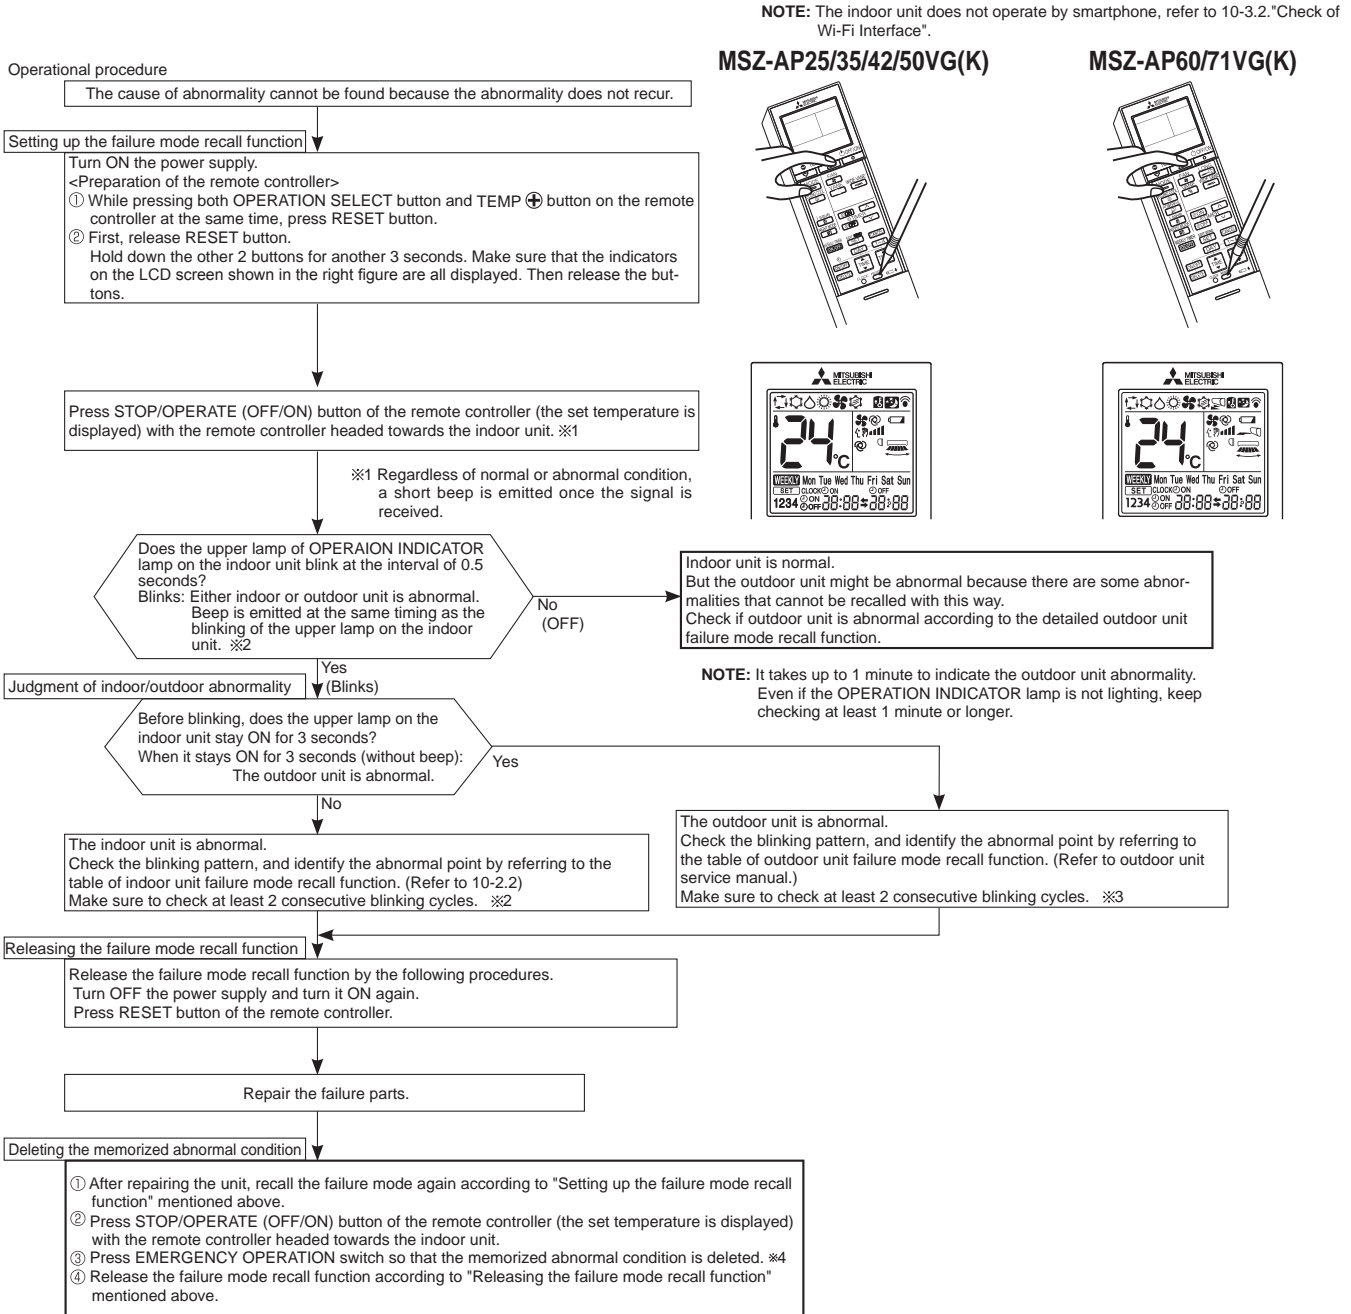 NOTE: The indoor unit does not operate by smartphone, refer to 10-3.2."Check of
Wi-Fi Interface".
MSZ-AP25/35/42/50VG(K)
MSZ-AP60/71VG(K)
Operational procedure
The cause of abnormality cannot be found because the abnormality does not recur.
Setting up the failure mode recall function
Turn ON the power supply.
<Preparation of the remote controller>
① While pressing both OPERATION SELECT button and TEMP ⊕ button on the remote
controller at the same time, press RESET button.
② First, release RESET button.
Hold down the other 2 buttons for another 3 seconds. Make sure that the indicators
on the LCD screen shown in the right figure are all displayed. Then release the but-
tons.
Press STOP/OPERATE (OFF/ON) button of the remote controller (the set temperature is
displayed) with the remote controller headed towards the indoor unit. ※1
※1 Regardless of normal or abnormal condition,
a short beep is emitted once the signal is
received.
MITSUBISHI
ELECTRIC
24°C
WEEKLY Mon Tue Wed Thu Fri Sat Sun
SET CLOCK ON OFF
1234 ON OFF 88:88 88:88
MITSUBISHI
ELECTRIC
24°C
WEEKLY Mon Tue Wed Thu Fri Sat Sun
SET CLOCK ON OFF
1234 ON OFF 88:88 88:88
Does the upper lamp of OPERAION INDICATOR
lamp on the indoor unit blink at the interval of 0.5
seconds?
Blinks: Either indoor or outdoor unit is abnormal.
Beep is emitted at the same timing as the
blinking of the upper lamp on the indoor
unit. ※2
No
(OFF)
Indoor unit is normal.
But the outdoor unit might be abnormal because there are some abnor-
malities that cannot be recalled with this way.
Check if outdoor unit is abnormal according to the detailed outdoor unit
failure mode recall function.
Yes
(Blinks)
NOTE: It takes up to 1 minute to indicate the outdoor unit abnormality.
Even if the OPERATION INDICATOR lamp is not lighting, keep
checking at least 1 minute or longer.
Judgment of indoor/outdoor abnormality
Before blinking, does the upper lamp on the
indoor unit stay ON for 3 seconds?
When it stays ON for 3 seconds (without beep):
The outdoor unit is abnormal.
Yes
No
The indoor unit is abnormal.
Check the blinking pattern, and identify the abnormal point by referring to the
table of indoor unit failure mode recall function. (Refer to 10-2.2)
Make sure to check at least 2 consecutive blinking cycles. ※2
The outdoor unit is abnormal.
Check the blinking pattern, and identify the abnormal point by referring to
the table of outdoor unit failure mode recall function. (Refer to outdoor unit
service manual.)
Make sure to check at least 2 consecutive blinking cycles. ※3
Releasing the failure mode recall function
Release the failure mode recall function by the following procedures.
Turn OFF the power supply and turn it ON again.
Press RESET button of the remote controller.
Repair the failure parts.
Deleting the memorized abnormal condition
① After repairing the unit, recall the failure mode again according to "Setting up the failure mode recall
function" mentioned above.
② Press STOP/OPERATE (OFF/ON) button of the remote controller (the set temperature is displayed)
with the remote controller headed towards the indoor unit.
③ Press EMERGENCY OPERATION switch so that the memorized abnormal condition is deleted. ※4
④ Release the failure mode recall function according to "Releasing the failure mode recall function"
mentioned above.